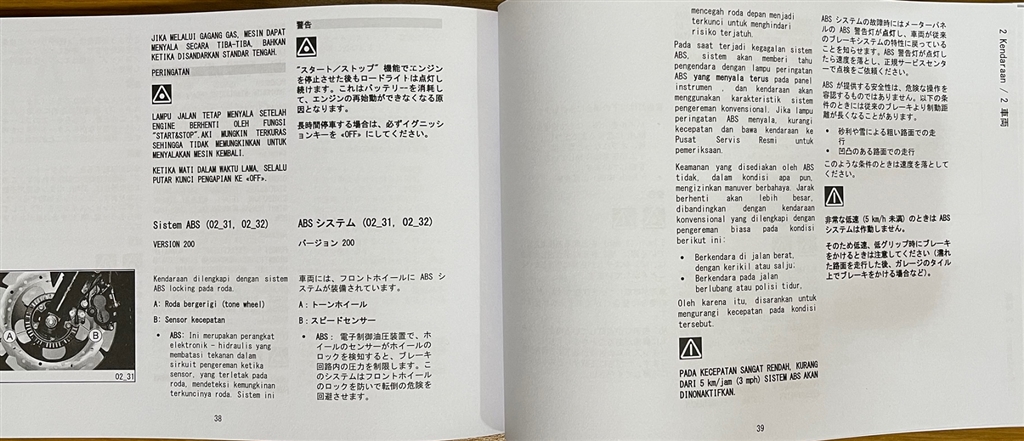 JIKA MELALUI GAGANG GAS, MESIN DAPAT
MENYALA SECARA TIBA-TIBA, BAHKAN
KETIKA DISANDARKAN STANDAR TENGAH.
PERINGATAN
LAMPU JALAN TETAP MENYALA SETELAH
ENGINE BERHENTI OLEH FUNGSI
"START&STOP". AKI MUNGKIN TERKURAS
SEHINGGA TIDAK MEMUNGKINKAN UNTUK
MENYALAKAN MESIN KEMBALI.
KETIKA MATI DALAM WAKTU LAMA, SELALU
PUTAR KUNCI PENGAPIAN KE «OFF».
警告
"スタート/ストップ" 機能でエンジン
を停止させた後もロードライトは点灯し
続けます。これはバッテリーを消耗し
て、エンジンの再始動ができなくなる原
因となります。
長時間停車する場合は、必ずイグニッシ
ョンキーを «OFF» にしてください。
Sistem ABS (02_31, 02_32)
VERSION 200
ABS システム (02_31, 02_32)
バージョン 200
A
B
02_31
Kendaraan dilengkapi dengan sistem
ABS locking pada roda.
A: Roda bergerigi (tone wheel)
B: Sensor kecepatan
• ABS: Ini merupakan perangkat
elektronik - hidraulis yang
membatasi tekanan dalam
sirkuit pengereman ketika
sensor, yang terletak pada
roda, mendeteksi kemungkinan
terkuncinya roda. Sistem ini
車両には、フロントホイールに ABS シ
ステムが装備されています。
A：トーンホイール
B：スピードセンサー
• ABS： 電子制御油圧装置で、ホ
イールのセンサーがホイールの
ロックを検知すると、ブレーキ
回路内の圧力を制限します。こ
のシステムはフロントホイール
のロックを防いで転倒の危険を
回避させます。
38
mencegah roda depan menjadi
terkunci untuk menghindari
risiko terjatuh.
Pada saat terjadi kegagalan sistem
ABS, sistem akan memberi tahu
pengendara dengan lampu peringatan
ABS yang menyala terus pada panel
instrumen , dan kendaraan akan
menggunakan karakteristik sistem
pengereman konvensional. Jika lampu
peringatan ABS menyala, kurangi
kecepatan dan bawa kendaraan ke
Pusat Servis Resmi untuk
pemeriksaan.
Keamanan yang disediakan oleh ABS
tidak, dalam kondisi apa pun,
mengizinkan manuver berbahaya. Jarak
berhenti akan lebih besar,
dibandingkan dengan kendaraan
konvensional yang dilengkapi dengan
pengereman biasa pada kondisi
berikut ini:
• Berkendara di jalan berat,
dengan kerikil atau salju:
• Berkendara pada jalan
berlubang atau polisi tidur,
Oleh karena itu, disarankan untuk
mengurangi kecepatan pada kondisi
tersebut.
PADA KECEPATAN SANGAT RENDAH, KURANG
DARI 5 km/jam (3 mph) SISTEM ABS AKAN
DINONAKTIFKAN.
ABS システムの故障時にはメーターパネ
ルの ABS 警告灯が点灯し、車両が従来
のブレーキシステムの特性に戻っている
ことを知らせます。ABS 警告灯が点灯し
たら速度を落とし、正規サービスセンタ
ーで点検をご依頼ください。
ABS が提供する安全性は、危険な操作を
容認するものではありません。以下の条
件のときには従来のブレーキより制動距
離が長くなることがあります。
• 砂利や雪による粗い路面での走
行
• 凹凸のある路面での走行
このような条件のときは速度を落として
ください。
非常な低速 (5 km/h 未満) のときは ABS
システムは作動しません。
そのため低速、低グリップ時にブレーキ
をかけるときは注意してください (濡れ
た路面を走行した後、ガレージのタイル
上でブレーキをかける場合など)。
2 Kendaraan / 2 車両
39